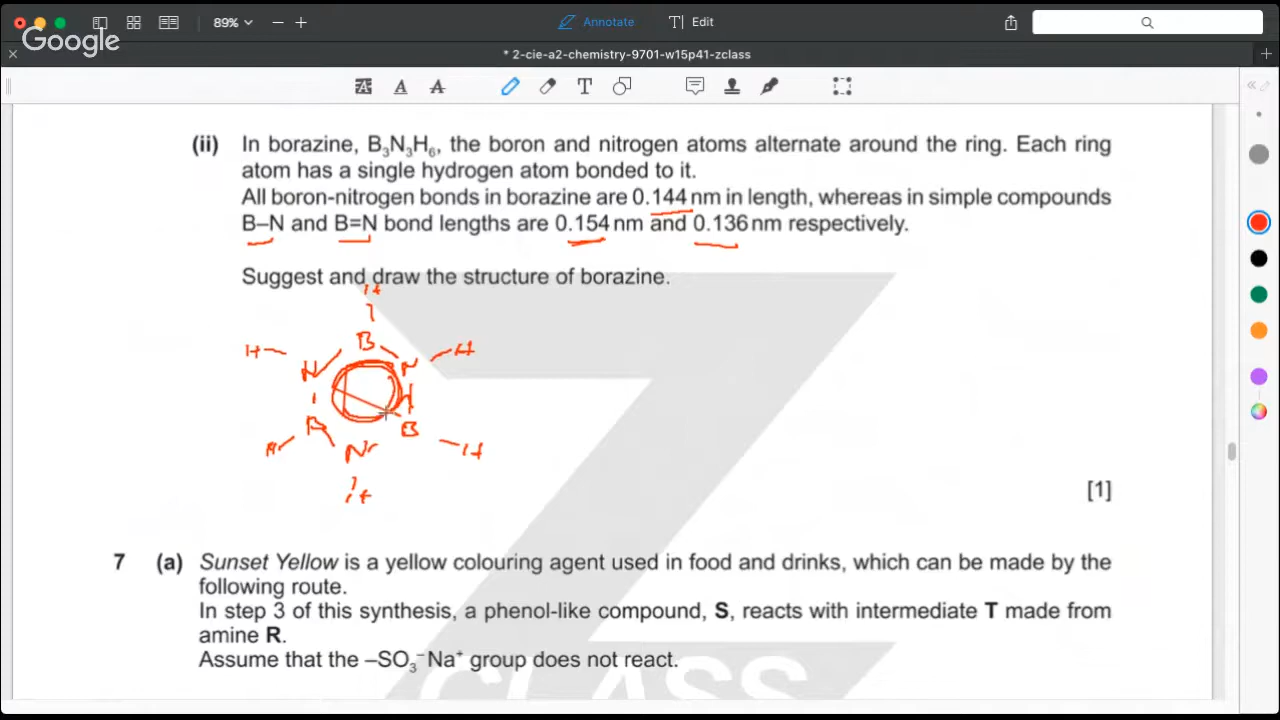 89%
Annotate
Edit
Google
* 2-cie-a2-chemistry-9701-w15p41-zclass
(ii) In borazine, B₃N₃H₆, the boron and nitrogen atoms alternate around the ring. Each ring
atom has a single hydrogen atom bonded to it.
All boron-nitrogen bonds in borazine are 0.144 nm in length, whereas in simple compounds
B–N and B=N bond lengths are 0.154 nm and 0.136 nm respectively.
Suggest and draw the structure of borazine.
H
B
H N N H
H B B H
N
H
[1]
7 (a) Sunset Yellow is a yellow colouring agent used in food and drinks, which can be made by the
following route.
In step 3 of this synthesis, a phenol-like compound, S, reacts with intermediate T made from
amine R.
Assume that the –SO₃⁻Na⁺ group does not react.
Z
CLASS